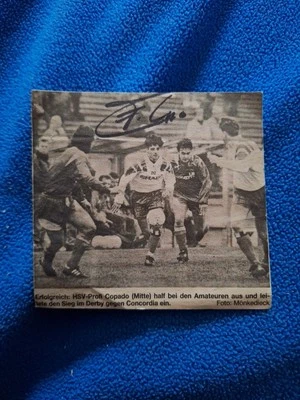 Erfolgreich: HSV-Profi Copado (Mitte) half bei den Amateuren aus und lei-
tete den Sieg im Derby gegen Concordia ein. Foto: Mönkedieck